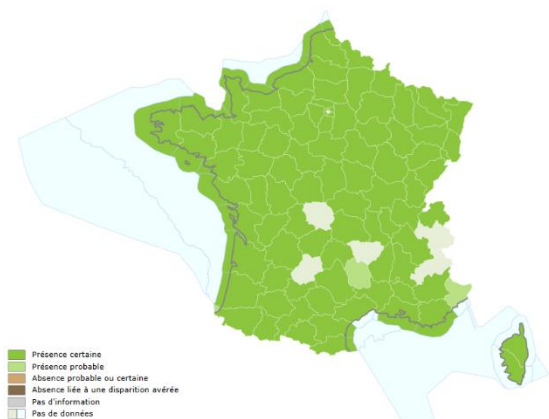 Présence certaine
Présence probable
Absence probable ou certaine
Absence liée à une disparition avérée
Pas d'information
Pas de données